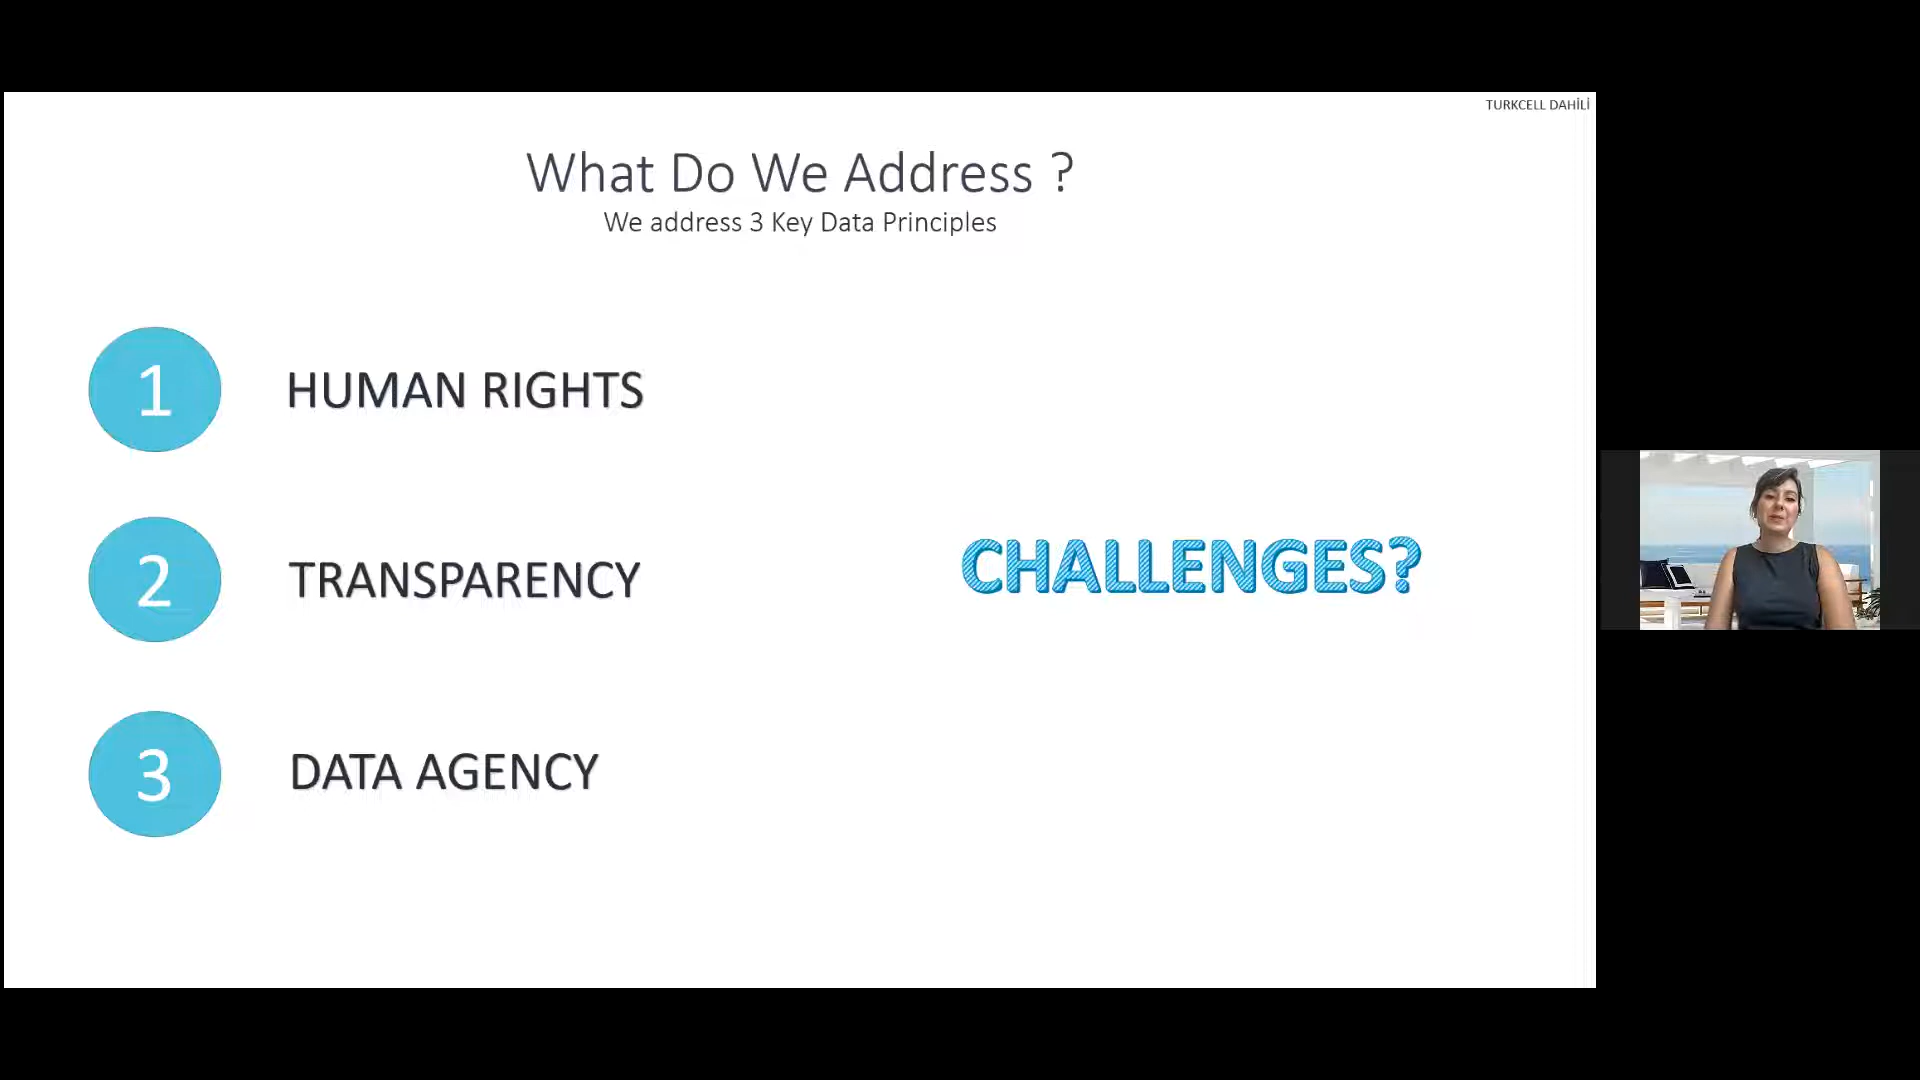 TURKCELL DAHİLİ
What Do We Address ?
We address 3 Key Data Principles
1 HUMAN RIGHTS
2 TRANSPARENCY
CHALLENGES?
3 DATA AGENCY